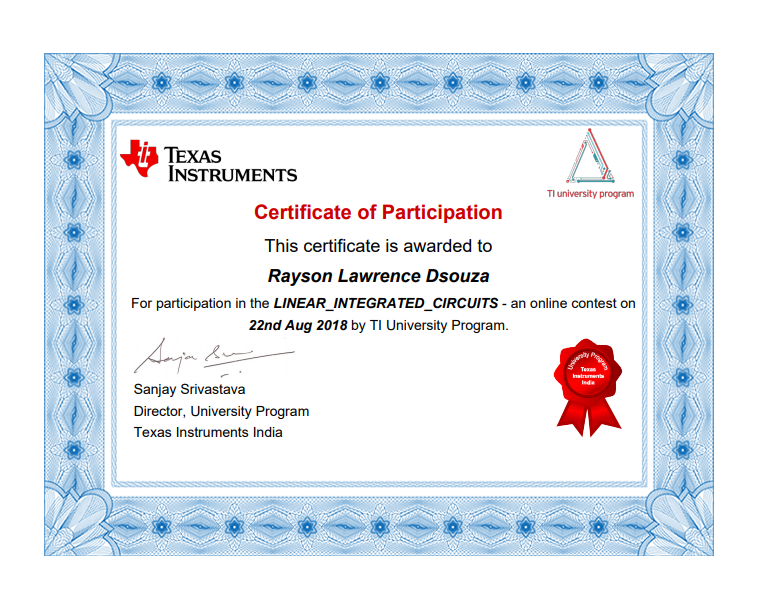 TEXAS
INSTRUMENTS
TI university program
Certificate of Participation
This certificate is awarded to
Rayson Lawrence Dsouza
For participation in the LINEAR_INTEGRATED_CIRCUITS - an online contest on
22nd Aug 2018 by TI University Program.
Sanjay Srivastava
Director, University Program
Texas Instruments India
University Program
Texas
Instruments
India